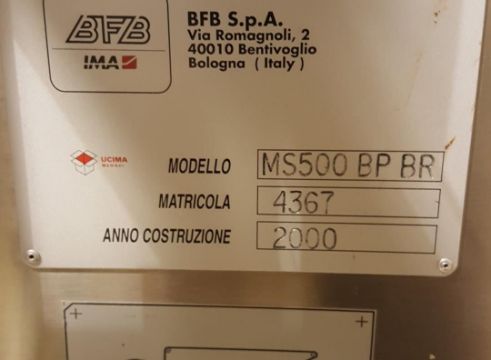 BFB
IMA
BFB S.p.A.
Via Romagnoli, 2
40010 Bentivoglio
Bologna ( Italy )
UCIMA
MODELLO MS500 BP BR
MATRICOLA 4367
ANNO COSTRUZIONE 2000